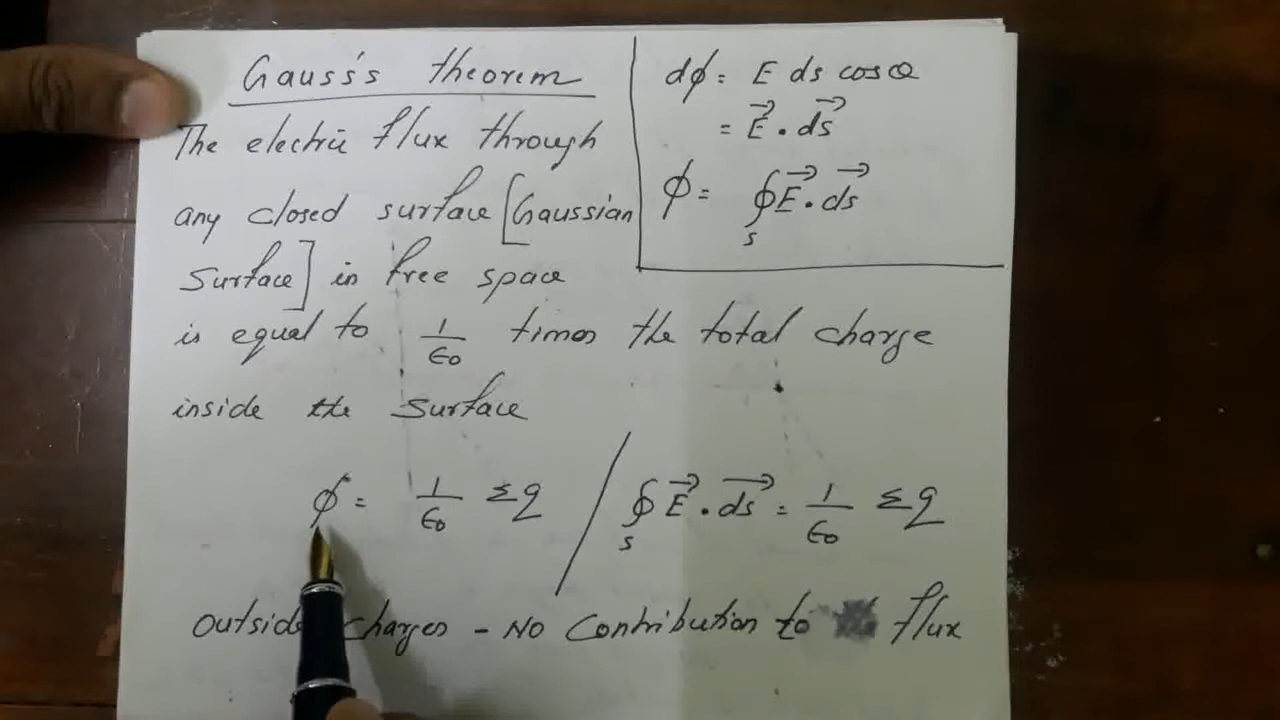 Gauss's theorem
The electric flux through
any closed surface [Gaussian
Surface] in free space
is equal to 1/ϵ0 times the total charge
inside the surface
dϕ = E ds cosθ
= E⃗ . ds⃗
ϕ = ∮s E⃗ . ds⃗
ϕ = 1/ϵ0 Σq / ∮s E⃗ . ds⃗ = 1/ϵ0 Σq
outside charges - No Contribution to flux